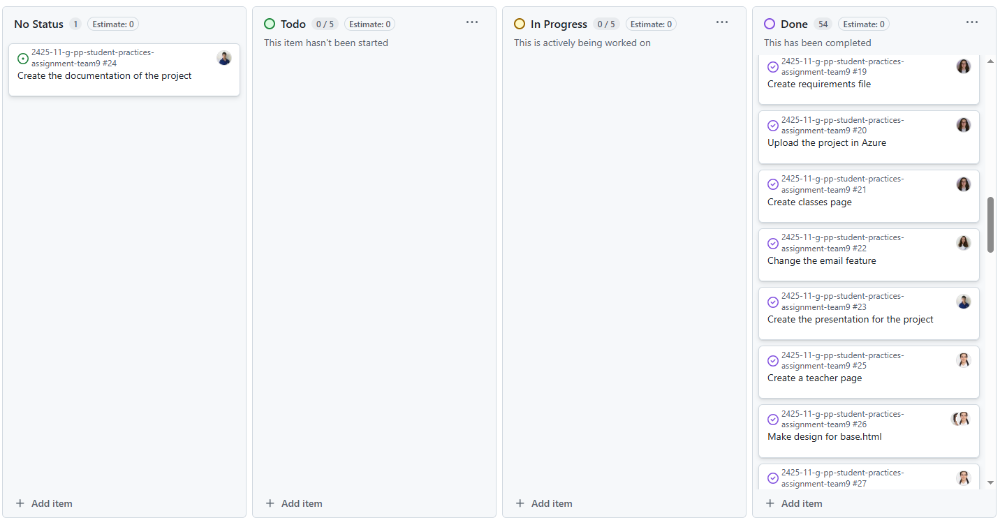 No Status 1 Estimate: 0
2425-11-g-pp-student-practices-
assignment-team9 #24
Create the documentation of the project
+ Add item
Todo 0 / 5 Estimate: 0 ...
This item hasn't been started
+ Add item
In Progress 0 / 5 Estimate: 0 ...
This is actively being worked on
+ Add item
Done 54 Estimate: 0 ...
This has been completed
2425-11-g-pp-student-practices-
assignment-team9 #19
Create requirements file
2425-11-g-pp-student-practices-
assignment-team9 #20
Upload the project in Azure
2425-11-g-pp-student-practices-
assignment-team9 #21
Create classes page
2425-11-g-pp-student-practices-
assignment-team9 #22
Change the email feature
2425-11-g-pp-student-practices-
assignment-team9 #23
Create the presentation for the project
2425-11-g-pp-student-practices-
assignment-team9 #25
Create a teacher page
2425-11-g-pp-student-practices-
assignment-team9 #26
Make design for base.html
2425-11-g-pp-student-practices-
assignment-team9 #27
+ Add item